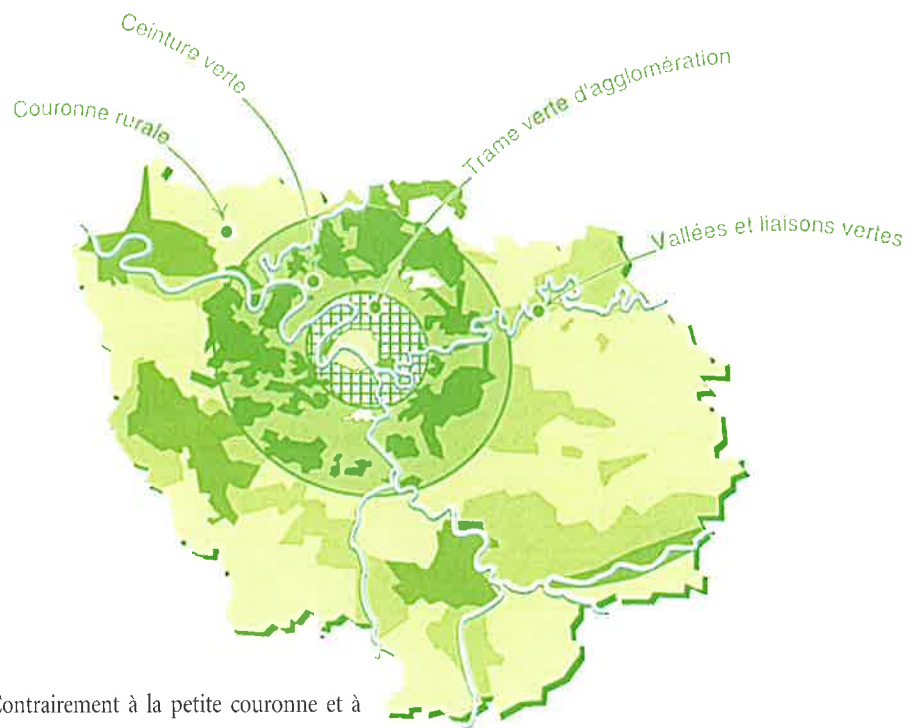 Ceinture verte
Couronne rurale
Trame verte d'agglomération
Vallées et liaisons vertes
Contrairement à la petite couronne et à